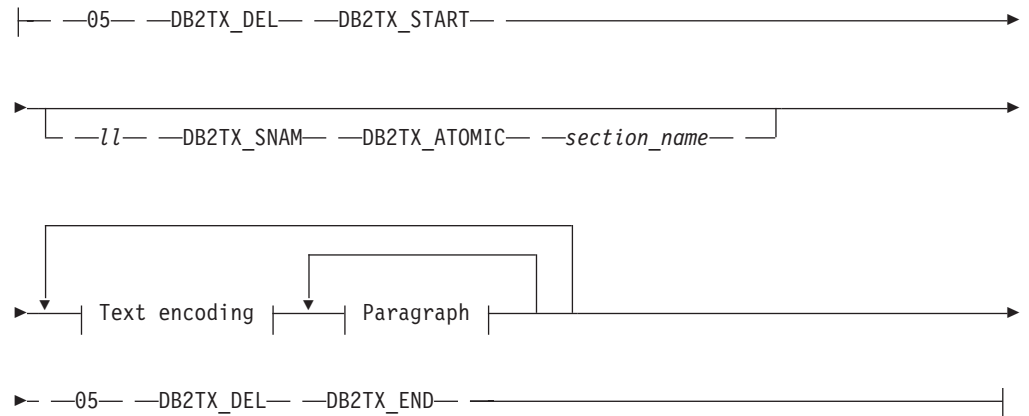 05 DB2TX_DEL DB2TX_START
ll DB2TX_SNAM DB2TX_ATOMIC section_name
Text encoding Paragraph
05 DB2TX_DEL DB2TX_END